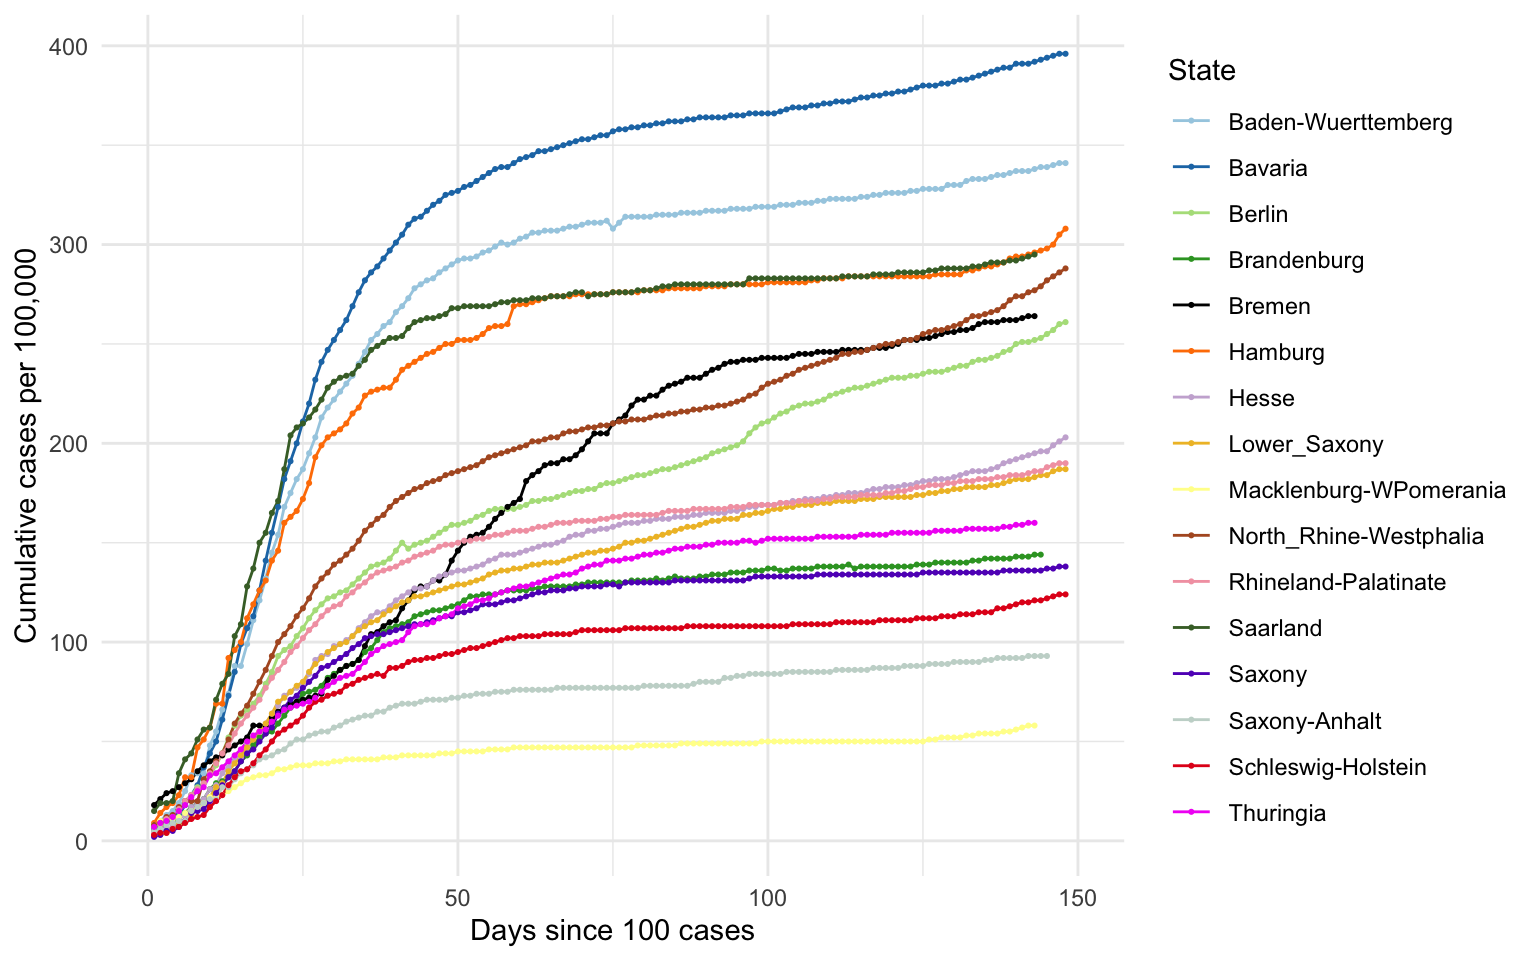 Cumulative cases per 100,000
400
300
200
100
0
0 50 100 150
Days since 100 cases
State
Baden-Wuerttemberg
Bavaria
Berlin
Brandenburg
Bremen
Hamburg
Hesse
Lower_Saxony
Macklenburg-WPomerania
North_Rhine-Westphalia
Rhineland-Palatinate
Saarland
Saxony
Saxony-Anhalt
Schleswig-Holstein
Thuringia